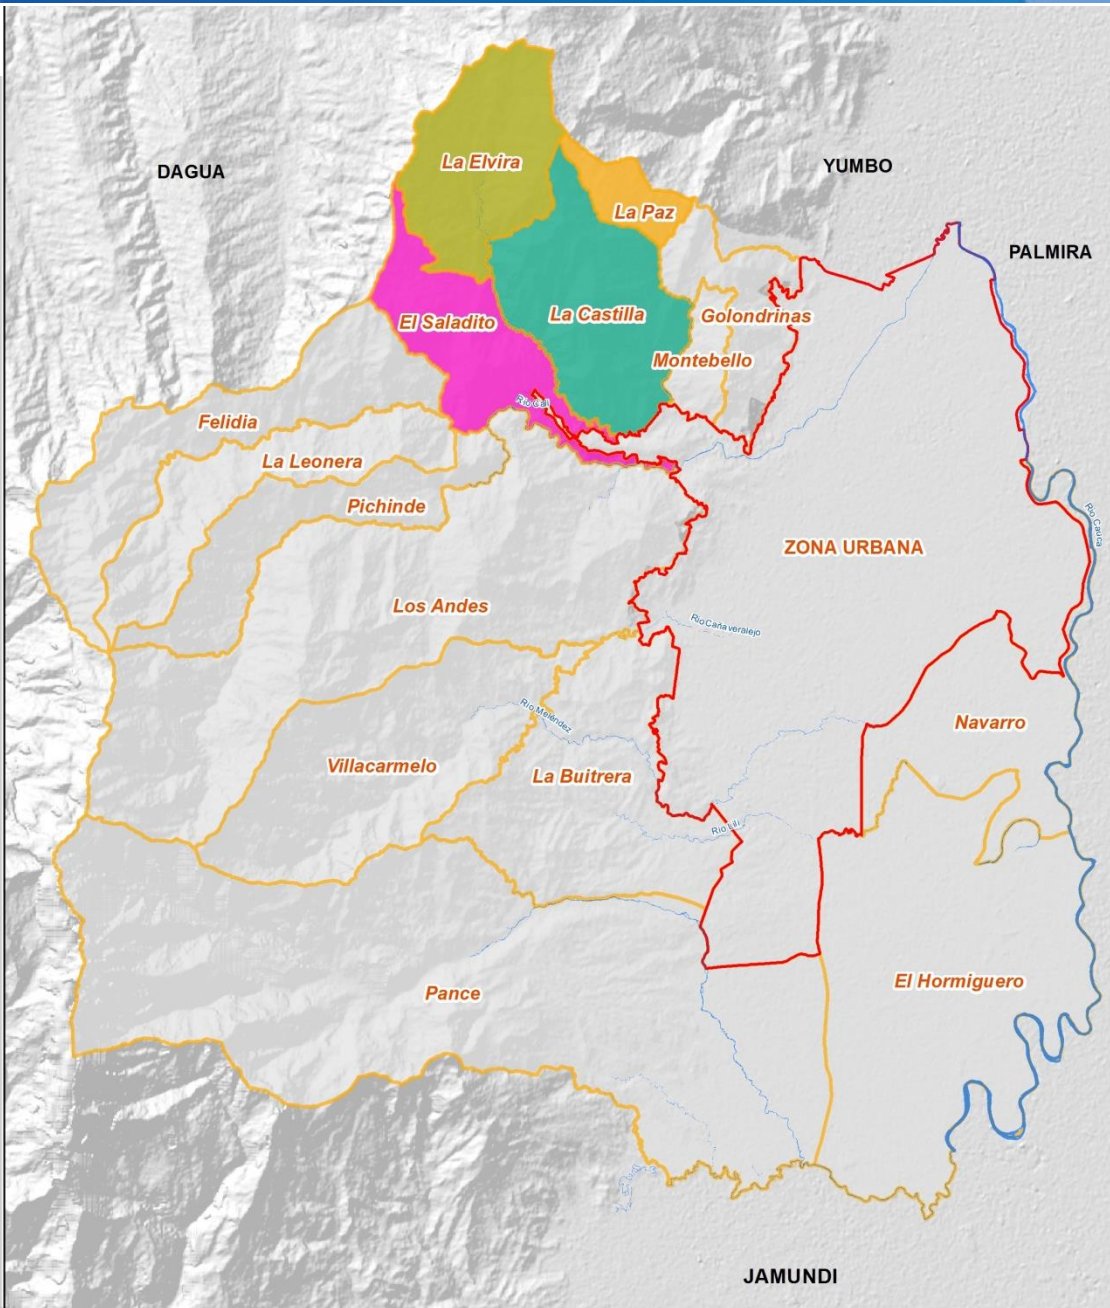 La Elvira
DAGUA
YUMBO
La Paz
PALMIRA
El Saladito
La Castilla
Golondrinas
Montebello
Rio Cali
Felidia
La Leonera
Pichinde
Rio Cauca
ZONA URBANA
Los Andes
Rio Cañaveralejo
Rio Meléndez
Navarro
Villacarmelo
La Buitrera
Rio Lili
El Hormiguero
Pance
JAMUNDI